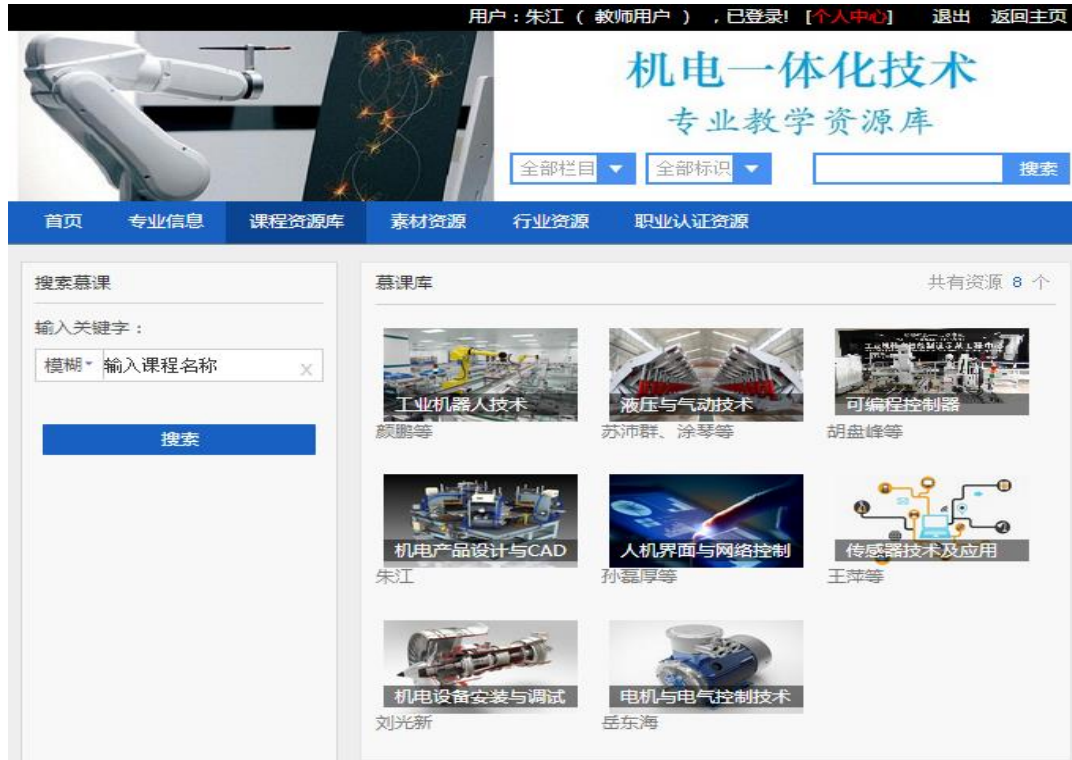 用户：朱江 （ 教师用户 ） ，已登录! [个人中心] 退出 返回主页
机电一体化技术
专业教学资源库
全部栏目 全部标识 搜索
首页 专业信息 课程资源库 素材资源 行业资源 职业认证资源
搜索慕课
输入关键字：
模糊 输入课程名称 x
搜索
慕课库 共有资源 8 个
工业机器人技术 液压与气动技术 可编程控制器
颜鹏等 苏沛群、涂琴等 胡盘峰等
机电产品设计与CAD 人机界面与网络控制 传感器技术及应用
朱江 孙磊厚等 王萍等
机电设备安装与调试 电机与电气控制技术
刘光新 岳东海